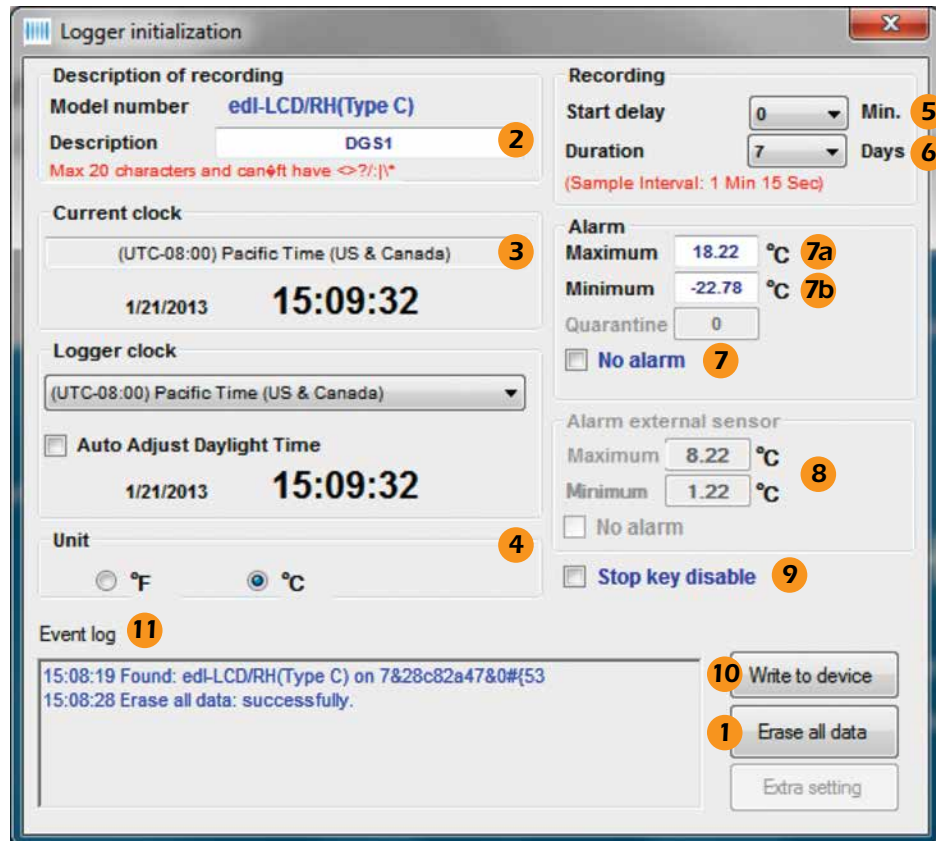 Logger initialization
Description of recording
Model number edl-LCD/RH(Type C)
Description DGS1 2
Max 20 characters and can�ft have <>?/:|\*
Current clock
(UTC-08:00) Pacific Time (US & Canada) 3
1/21/2013 15:09:32
Logger clock
(UTC-08:00) Pacific Time (US & Canada)
Auto Adjust Daylight Time
1/21/2013 15:09:32
Unit 4
°F °C
Recording
Start delay 0 Min. 5
Duration 7 Days 6
(Sample Interval: 1 Min 15 Sec)
Alarm
Maximum 18.22 °C 7a
Minimum -22.78 °C 7b
Quarantine 0
No alarm 7
Alarm external sensor
Maximum 8.22 °C
8
Minimum 1.22 °C
No alarm
Stop key disable 9
Event log 11
15:08:19 Found: edl-LCD/RH(Type C) on 7&28c82a47&0#{53
15:08:28 Erase all data: successfully.
10 Write to device
1 Erase all data
Extra setting